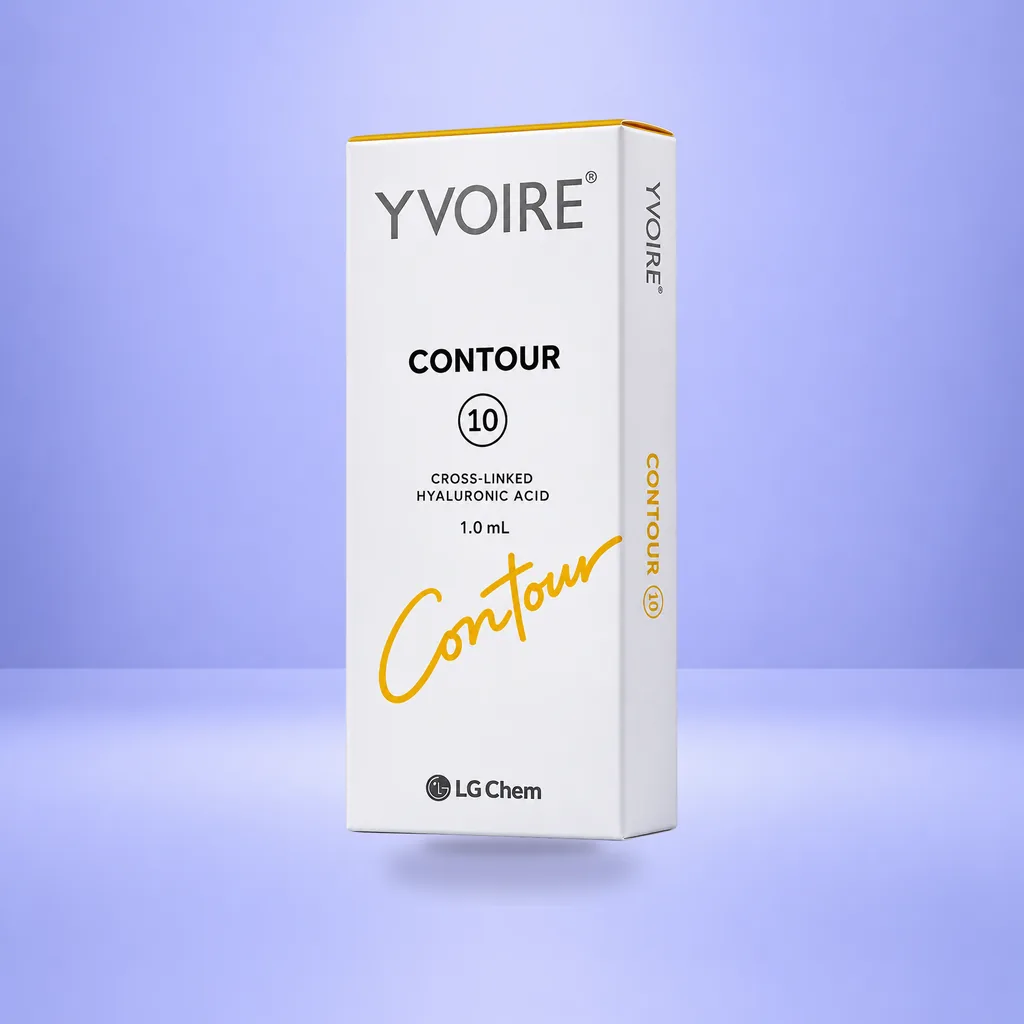 YVOIRE®
CONTOUR
10
CROSS-LINKED
HYALURONIC ACID
1.0 mL
Contour
LG Chem
YVOIRE®
CONTOUR 10